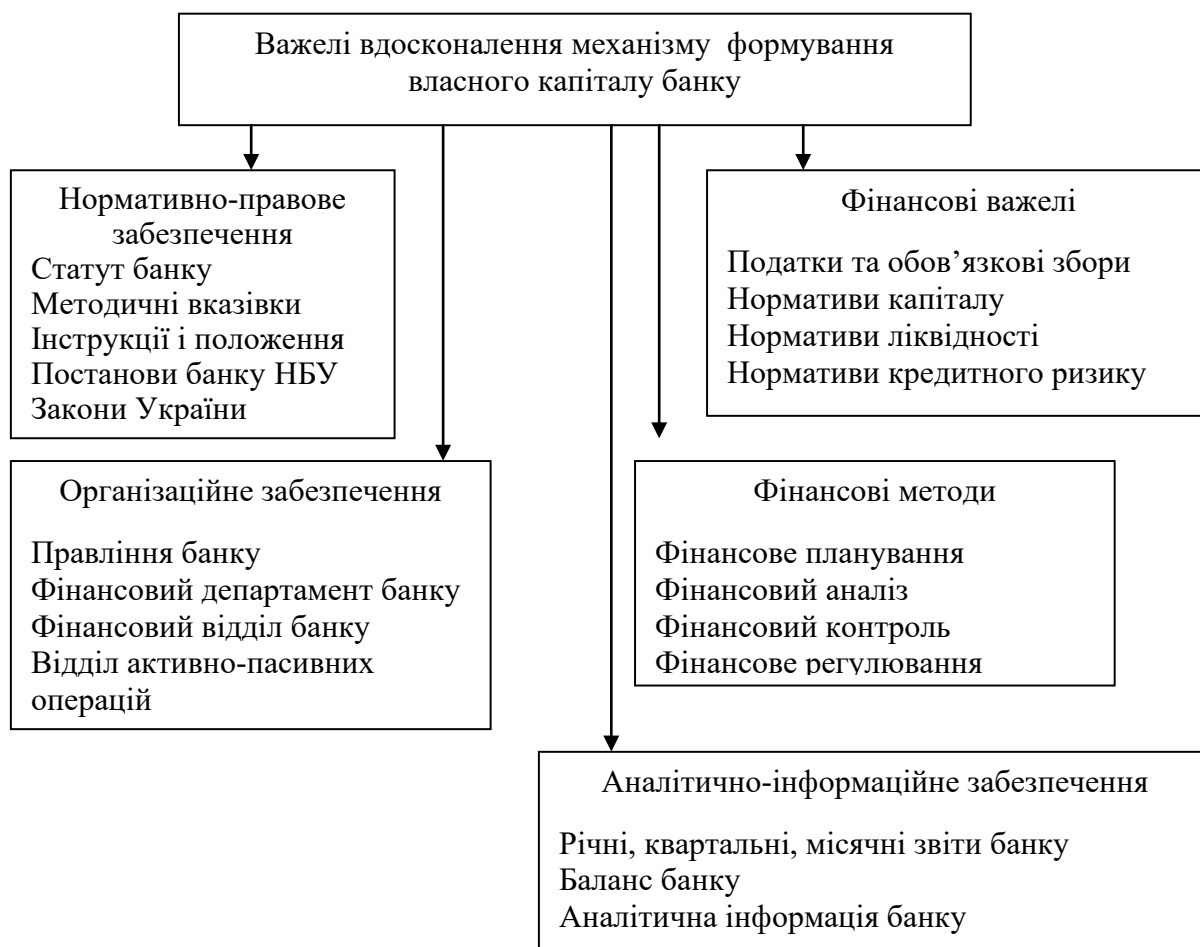 Важелі вдосконалення механізму формування
власного капіталу банку
Нормативно-правове
забезпечення
Статут банку
Методичні вказівки
Інструкції і положення
Постанови банку НБУ
Закони України
Фінансові важелі
Податки та обов’язкові збори
Нормативи капіталу
Нормативи ліквідності
Нормативи кредитного ризику
Організаційне забезпечення
Правління банку
Фінансовий департамент банку
Фінансовий відділ банку
Відділ активно-пасивних
операцій
Фінансові методи
Фінансове планування
Фінансовий аналіз
Фінансовий контроль
Фінансове регулювання
Аналітично-інформаційне забезпечення
Річні, квартальні, місячні звіти банку
Баланс банку
Аналітична інформація банку